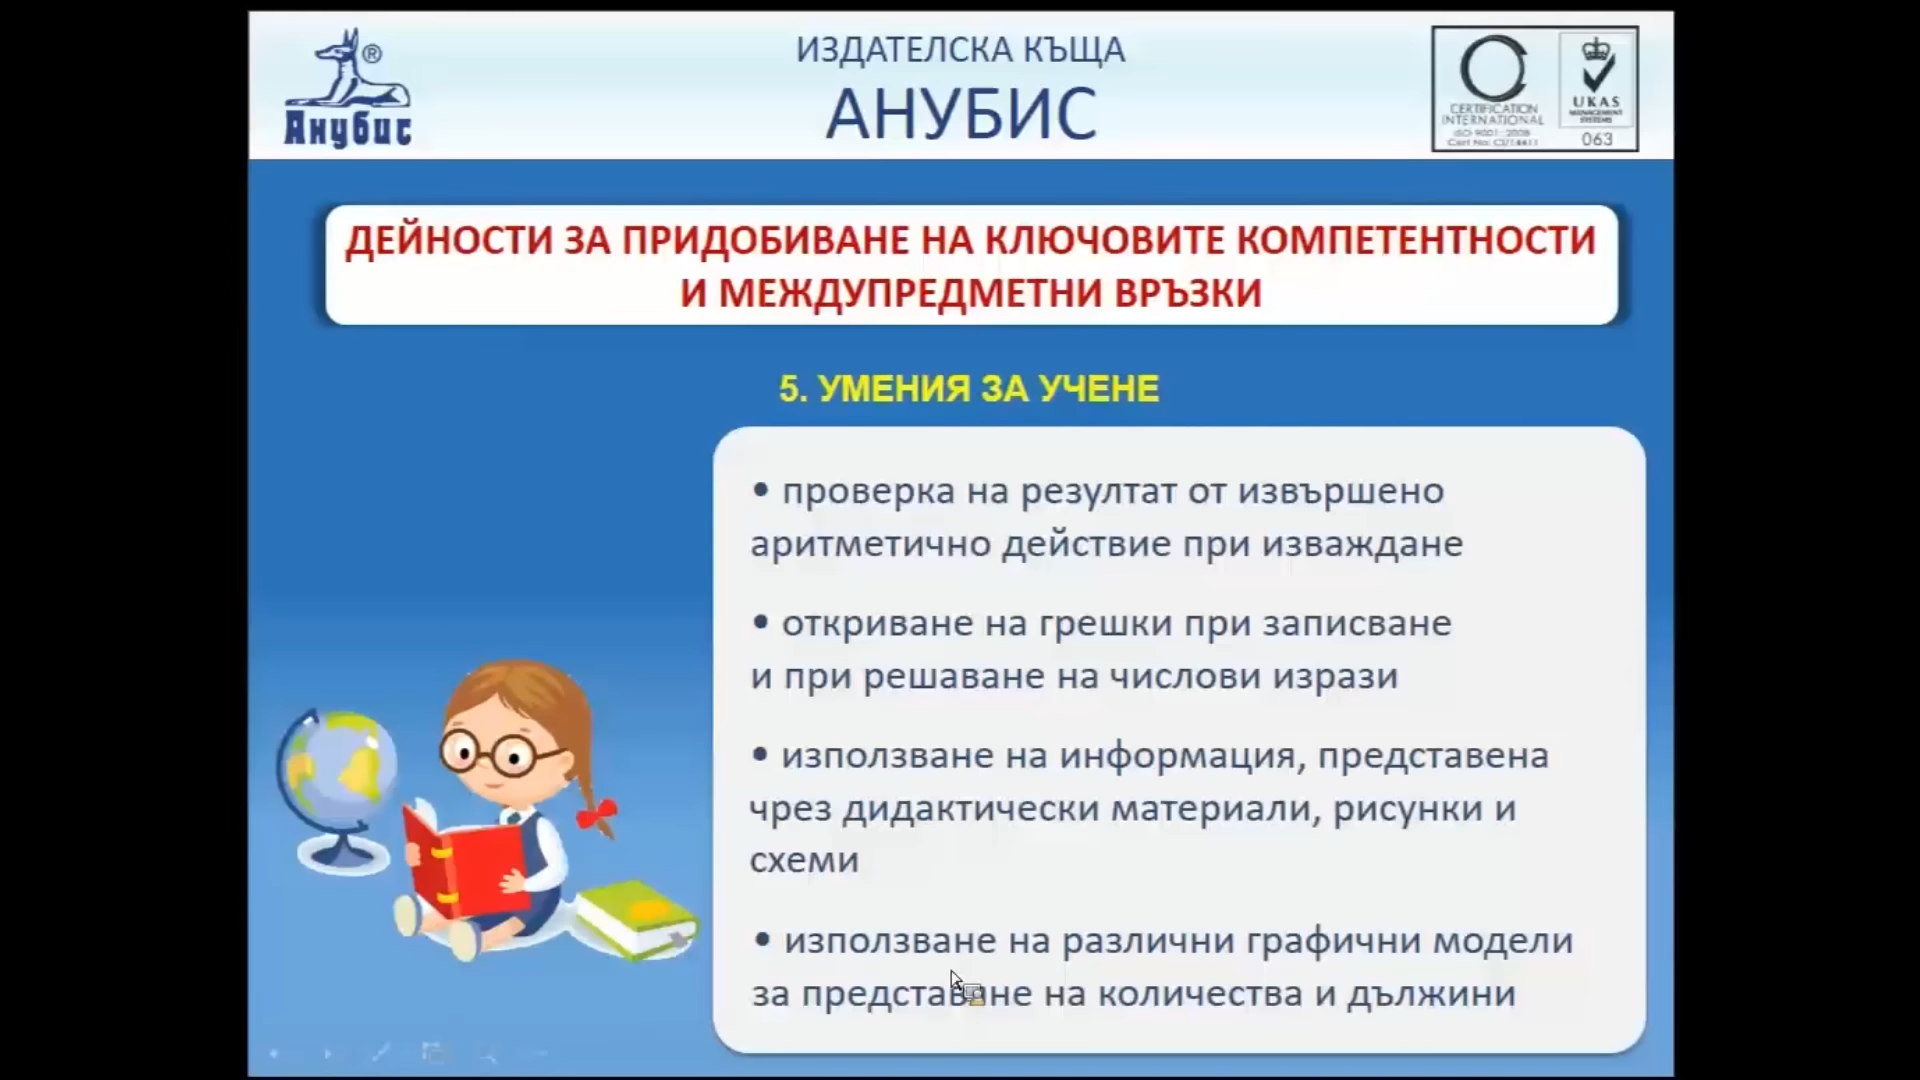 Анубис
®
ИЗДАТЕЛСКА КЪЩА
АНУБИС
CERTIFICATION
INTERNATIONAL
ISO 9001 : 2008
UKAS
MANAGEMENT
SYSTEMS
063
ДЕЙНОСТИ ЗА ПРИДОБИВАНЕ НА КЛЮЧОВИТЕ КОМПЕТЕНТНОСТИ
И МЕЖДУПРЕДМЕТНИ ВРЪЗКИ
5. УМЕНИЯ ЗА УЧЕНЕ
• проверка на резултат от извършено
аритметично действие при изваждане
• откриване на грешки при записване
и при решаване на числови изрази
• използване на информация, представена
чрез дидактически материали, рисунки и
схеми
• използване на различни графични модели
за представяне на количества и дължини